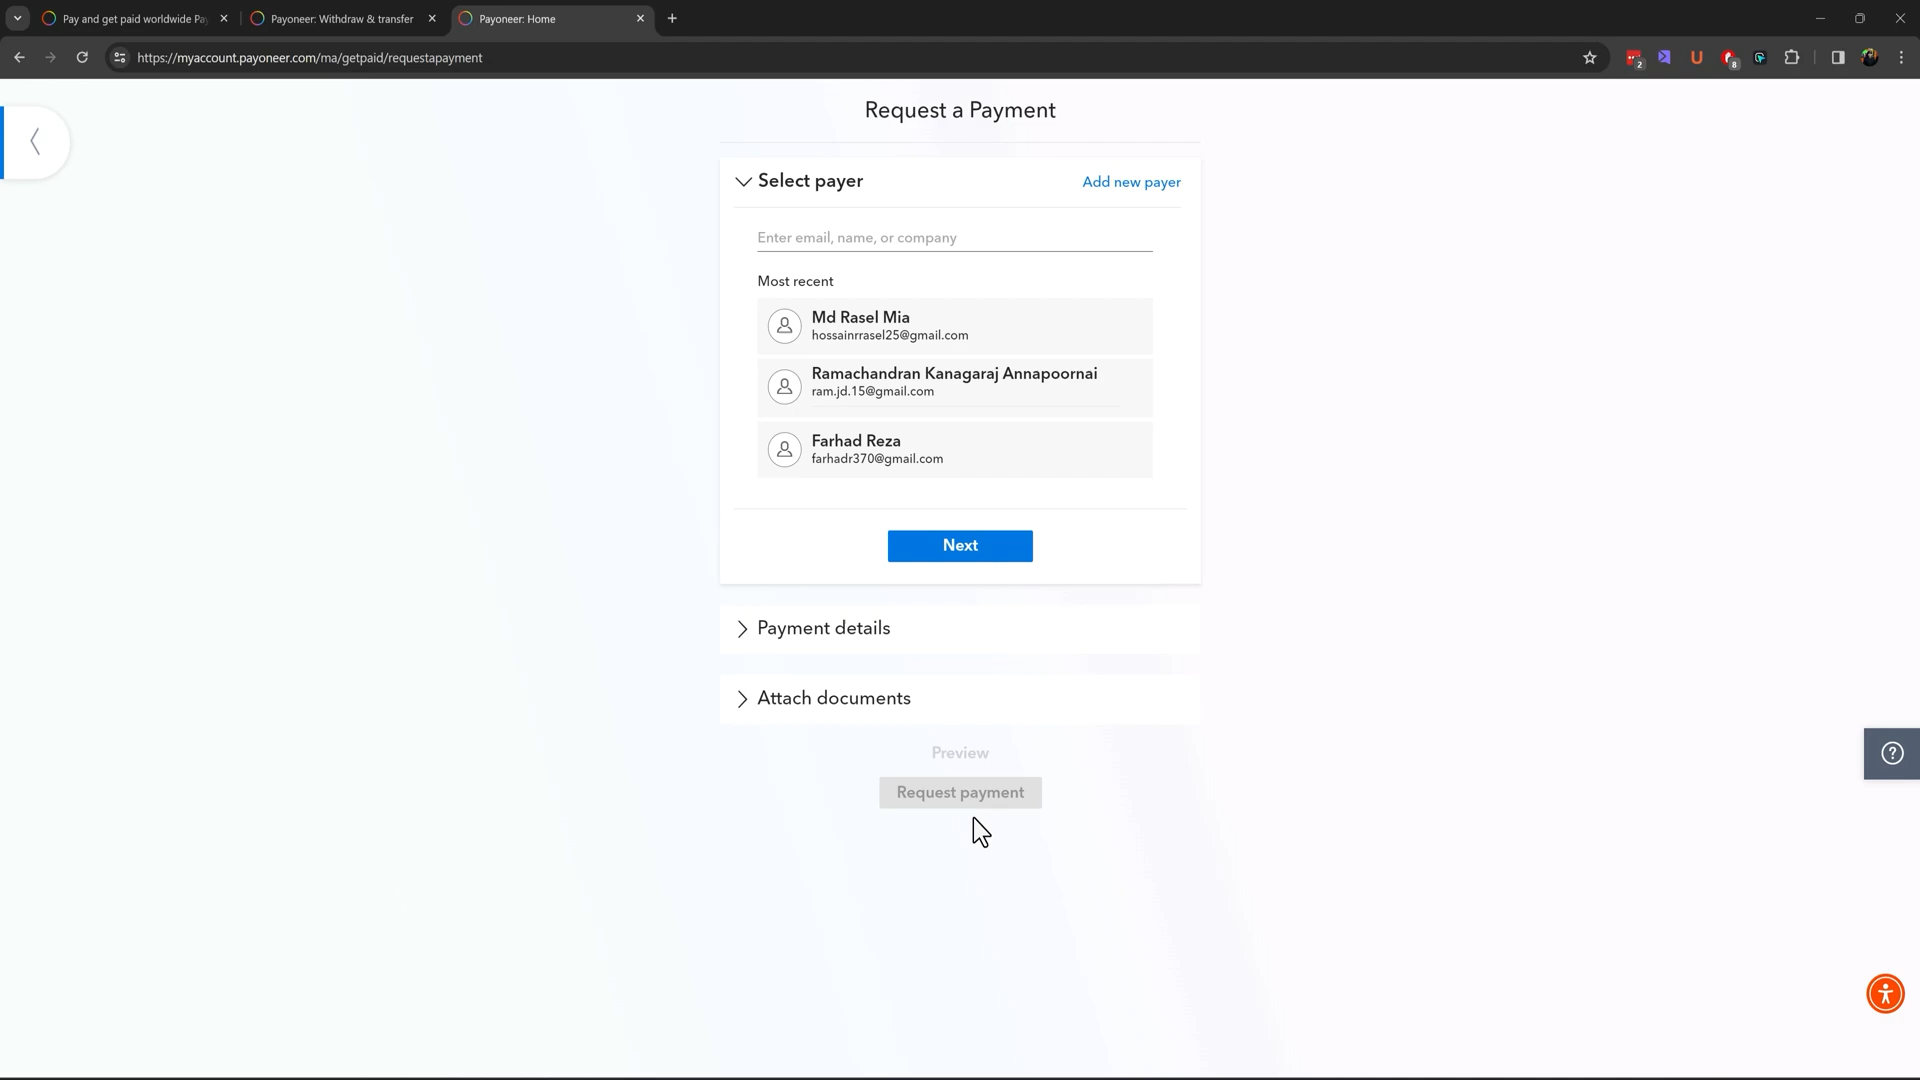 Pay and get paid worldwide Pay
Payoneer: Withdraw & transfer
Payoneer: Home
https://myaccount.payoneer.com/ma/getpaid/requestapayment
2
U
8
Request a Payment
Select payer
Add new payer
Enter email, name, or company
Most recent
Md Rasel Mia
hossainrrasel25@gmail.com
Ramachandran Kanagaraj Annapoornai
ram.jd.15@gmail.com
Farhad Reza
farhadr370@gmail.com
Next
Payment details
Attach documents
Preview
Request payment
?